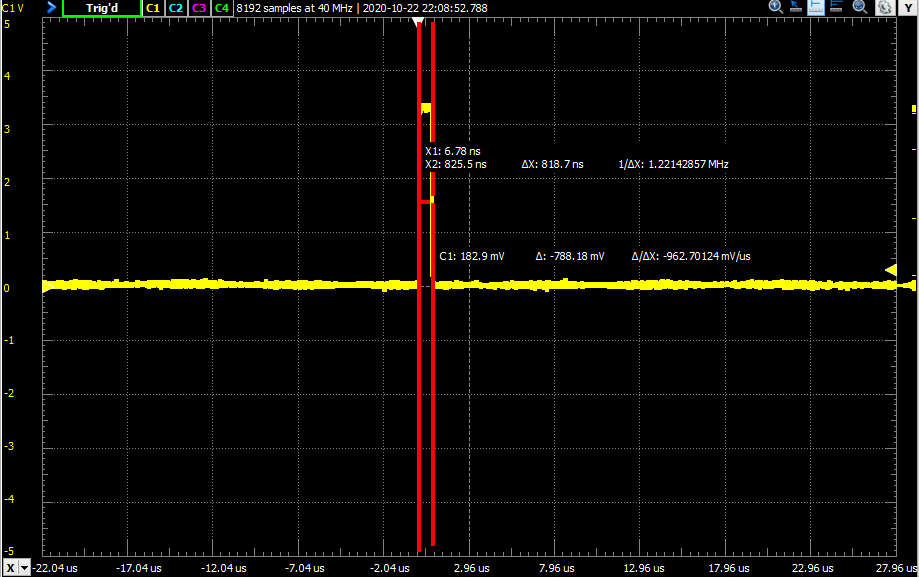 C1 V Trig'd C1 C2 C3 C4 8192 samples at 40 MHz | 2020-10-22 22:08:52.788 Y
5
4
3
X1: 6.78 ns
X2: 825.5 ns ΔX: 818.7 ns 1/ΔX: 1.22142857 MHz
2
1
C1: 182.9 mV Δ: -788.18 mV Δ/ΔX: -962.70124 mV/us
0
-1
-2
-3
-4
-5
X -22.04 us -17.04 us -12.04 us -7.04 us -2.04 us 2.96 us 7.96 us 12.96 us 17.96 us 22.96 us 27.96 us